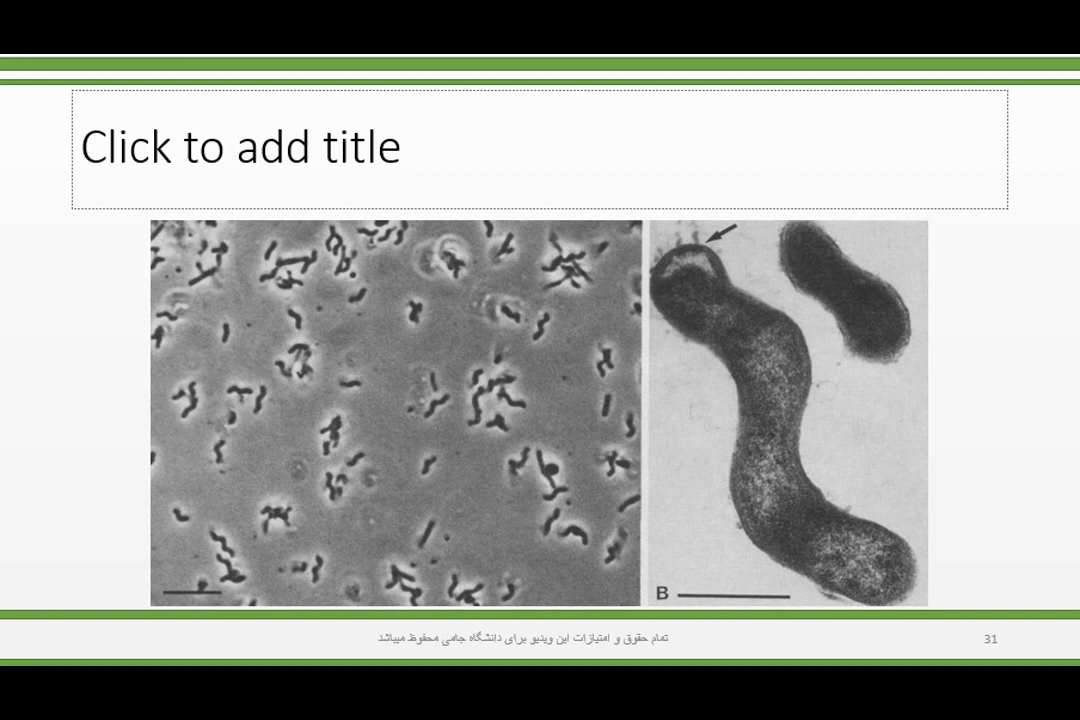 Click to add title
B
تمام حقوق و امتیازات این ویدیو برای دانشگاه جامی محفوظ میباشد
31